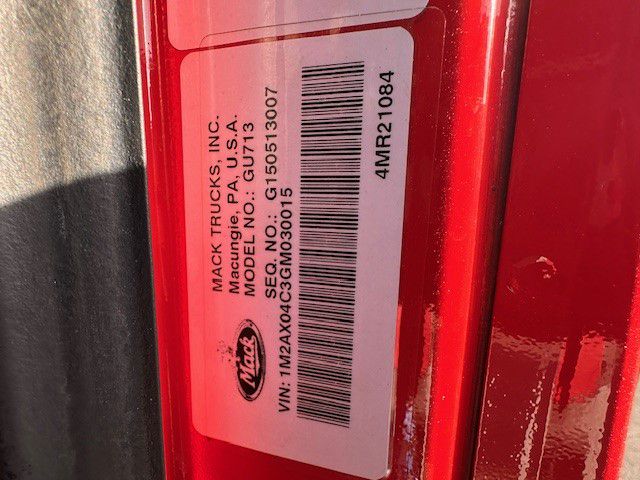 MACK TRUCKS, INC.
Macungie, PA, U.S.A.
MODEL NO.: GU713
SEQ. NO.: G150513007
Mack
VIN: 1M2AX04C3GM030015
4MR21084